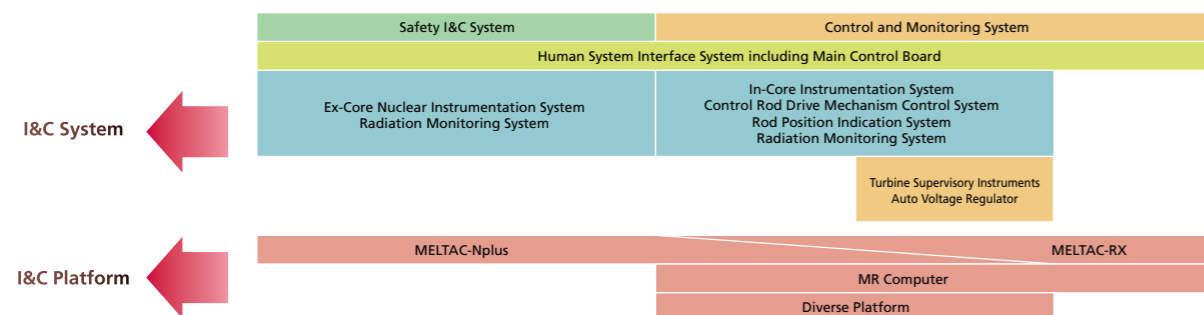 Safety I&C System
Control and Monitoring System
Human System Interface System including Main Control Board
I&C System
Ex-Core Nuclear Instrumentation System
Radiation Monitoring System
In-Core Instrumentation System
Control Rod Drive Mechanism Control System
Rod Position Indication System
Radiation Monitoring System
Turbine Supervisory Instruments
Auto Voltage Regulator
I&C Platform
MELTAC-Nplus
MELTAC-RX
MR Computer
Diverse Platform